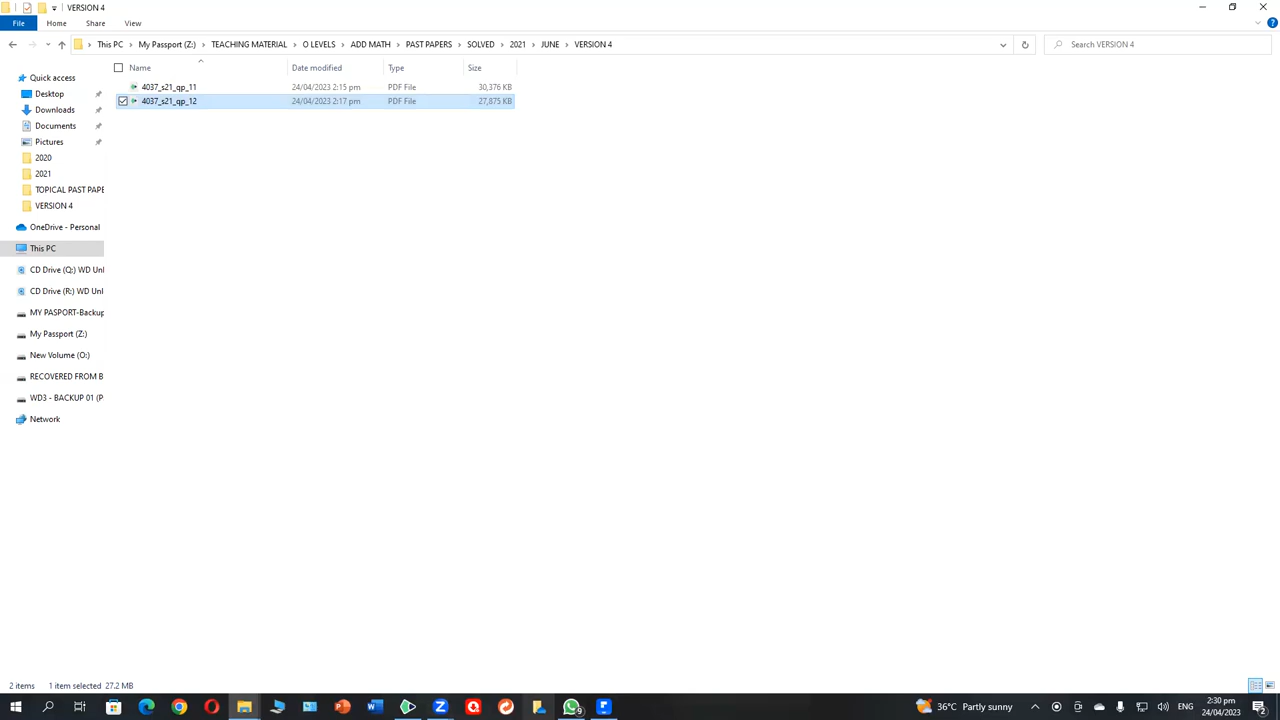 VERSION 4
File Home Share View
This PC My Passport (Z:) TEACHING MATERIAL O LEVELS ADD MATH PAST PAPERS SOLVED 2021 JUNE VERSION 4 Search VERSION 4
Name Date modified Type Size
Quick access
Desktop
Downloads
Documents
Pictures
2020
2021
TOPICAL PAST PAPE
VERSION 4
OneDrive - Personal
This PC
CD Drive (Q:) WD Unl
CD Drive (R:) WD Unl
MY PASPORT-Backup
My Passport (Z:)
New Volume (O:)
RECOVERED FROM B
WD3 - BACKUP 01 (P
Network
4037_s21_qp_11 24/04/2023 2:15 pm PDF File 30,376 KB
4037_s21_qp_12 24/04/2023 2:17 pm PDF File 27,875 KB
2 items 1 item selected 27.2 MB
36°C Partly sunny ENG 2:30 pm
24/04/2023